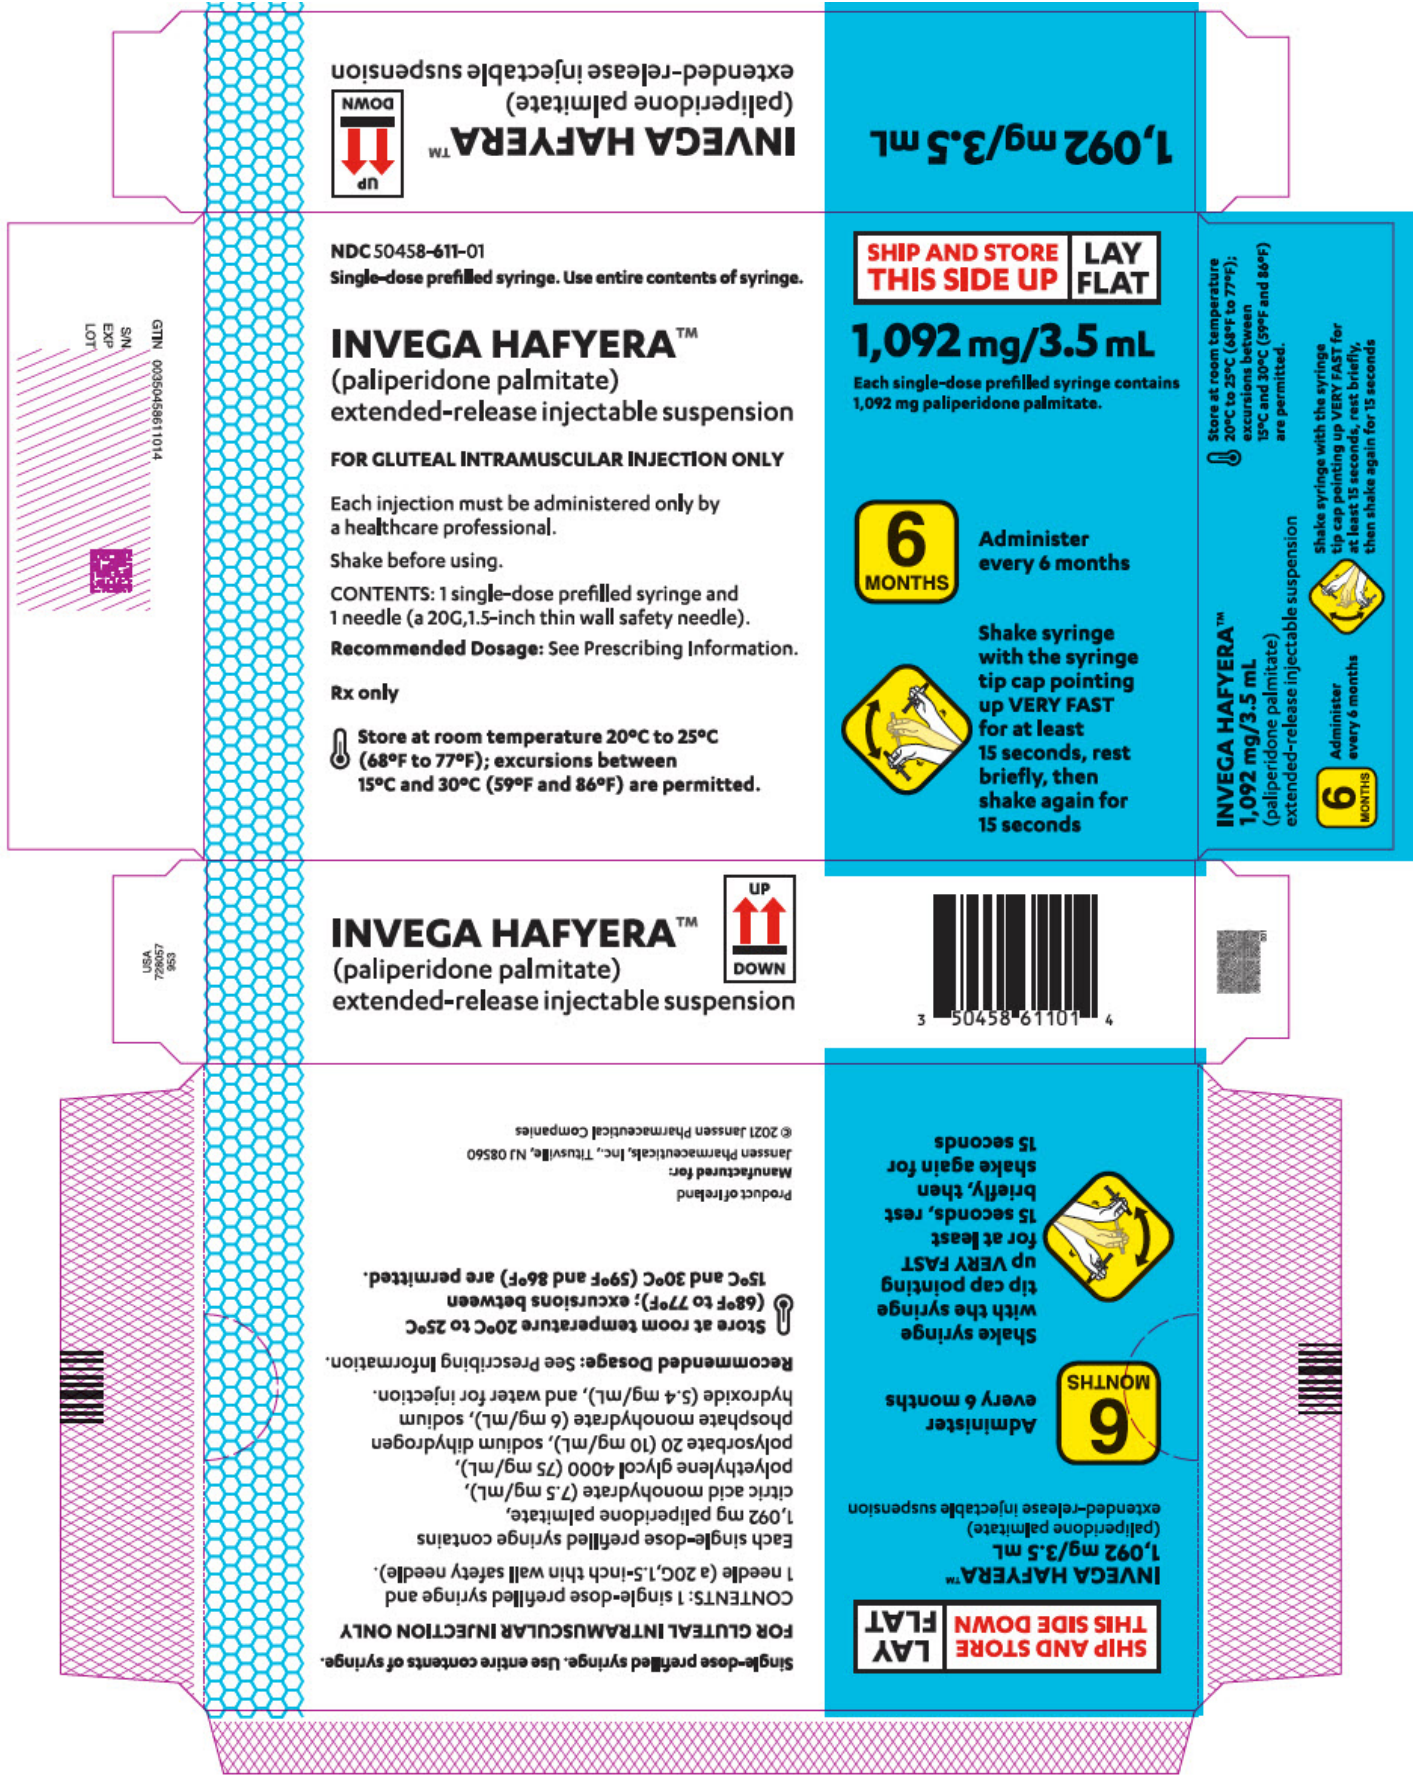 INVEGA HAFYERA™
(paliperidone palmitate)
extended-release injectable suspension
UP
DOWN
1,092 mg/3.5 mL
NDC 50458-611-01
Single-dose prefilled syringe. Use entire contents of syringe.
INVEGA HAFYERA™
(paliperidone palmitate)
extended-release injectable suspension
FOR GLUTEAL INTRAMUSCULAR INJECTION ONLY
Each injection must be administered only by
a healthcare professional.
Shake before using.
CONTENTS: 1 single-dose prefilled syringe and
1 needle (a 20G,1.5-inch thin wall safety needle).
Recommended Dosage: See Prescribing Information.
Rx only
Store at room temperature 20°C to 25°C
(68°F to 77°F); excursions between
15°C and 30°C (59°F and 86°F) are permitted.
SHIP AND STORE
THIS SIDE UP
LAY
FLAT
1,092 mg/3.5 mL
Each single-dose prefilled syringe contains
1,092 mg paliperidone palmitate.
6
MONTHS
Administer
every 6 months
Shake syringe
with the syringe
tip cap pointing
up VERY FAST
for at least
15 seconds, rest
briefly, then
shake again for
15 seconds
GTIN 00350458611014
S/N
EXP
LOT
Store at room temperature
20°C to 25°C (68°F to 77°F);
excursions between
15°C and 30°C (59°F and 86°F)
are permitted.
Shake syringe with the syringe
tip cap pointing up VERY FAST for
at least 15 seconds, rest briefly,
then shake again for 15 seconds
INVEGA HAFYERA™
1,092 mg/3.5 mL
(paliperidone palmitate)
extended-release injectable suspension
6
MONTHS
Administer
every 6 months
INVEGA HAFYERA™
(paliperidone palmitate)
extended-release injectable suspension
UP
DOWN
3 50458 61101 4
USA
728057
953
001
Single-dose prefilled syringe. Use entire contents of syringe.
FOR GLUTEAL INTRAMUSCULAR INJECTION ONLY
CONTENTS: 1 single-dose prefilled syringe and
1 needle (a 20G,1.5-inch thin wall safety needle).
Each single-dose prefilled syringe contains
1,092 mg paliperidone palmitate,
citric acid monohydrate (7.5 mg/mL),
polyethylene glycol 4000 (75 mg/mL),
polysorbate 20 (10 mg/mL), sodium dihydrogen
phosphate monohydrate (6 mg/mL), sodium
hydroxide (5.4 mg/mL), and water for injection.
Recommended Dosage: See Prescribing Information.
Store at room temperature 20°C to 25°C
(68°F to 77°F); excursions between
15°C and 30°C (59°F and 86°F) are permitted.
Product of Ireland
Manufactured for:
Janssen Pharmaceuticals, Inc., Titusville, NJ 08560
© 2021 Janssen Pharmaceutical Companies
SHIP AND STORE
THIS SIDE DOWN
LAY
FLAT
INVEGA HAFYERA™
1,092 mg/3.5 mL
(paliperidone palmitate)
extended-release injectable suspension
6
MONTHS
Administer
every 6 months
Shake syringe
with the syringe
tip cap pointing
up VERY FAST
for at least
15 seconds, rest
briefly, then
shake again for
15 seconds